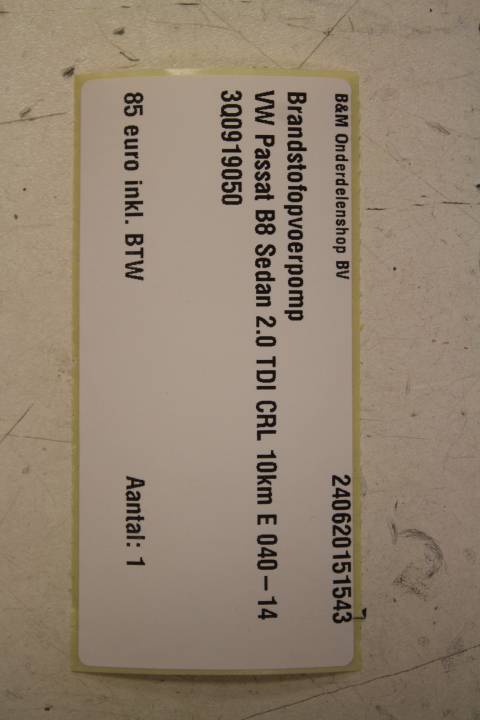 B&M Onderdelenshop BV 240620151543
Brandstofopvoerpomp
VW Passat B8 Sedan 2.0 TDI CRL 10km E 040-14
3Q0919050
85 euro inkl. BTW Aantal: 1